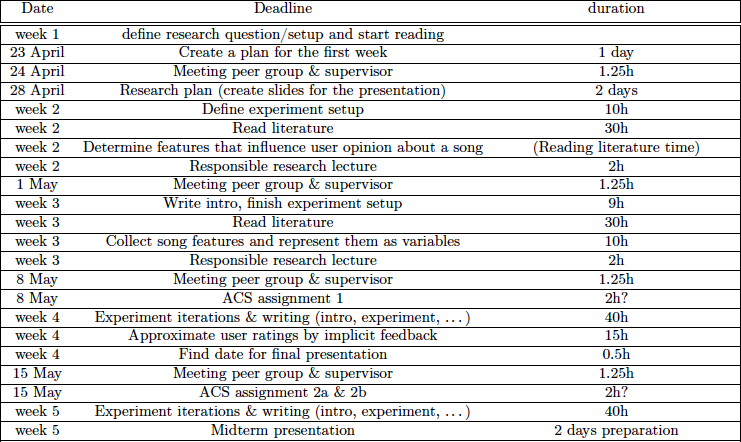 Date Deadline duration
week 1 define research question/setup and start reading
23 April Create a plan for the first week 1 day
24 April Meeting peer group & supervisor 1.25h
28 April Research plan (create slides for the presentation) 2 days
week 2 Define experiment setup 10h
week 2 Read literature 30h
week 2 Determine features that influence user opinion about a song (Reading literature time)
week 2 Responsible research lecture 2h
1 May Meeting peer group & supervisor 1.25h
week 3 Write intro, finish experiment setup 9h
week 3 Read literature 30h
week 3 Collect song features and represent them as variables 10h
week 3 Responsible research lecture 2h
8 May Meeting peer group & supervisor 1.25h
8 May ACS assignment 1 2h?
week 4 Experiment iterations & writing (intro, experiment, ...) 40h
week 4 Approximate user ratings by implicit feedback 15h
week 4 Find date for final presentation 0.5h
15 May Meeting peer group & supervisor 1.25h
15 May ACS assignment 2a & 2b 2h?
week 5 Experiment iterations & writing (intro, experiment, ...) 40h
week 5 Midterm presentation 2 days preparation